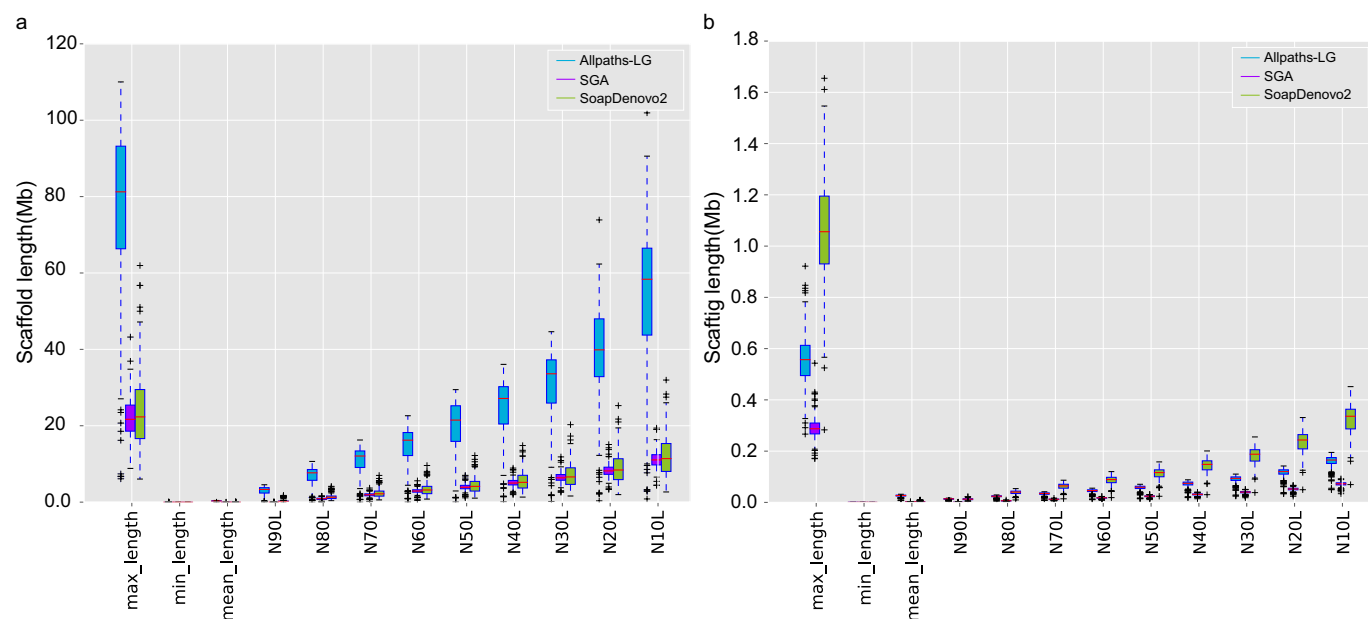 a
Scaffold length(Mb)
120
100
80
60
40
20
0.0
Allpaths-LG
SGA
SoapDenovo2
max_length
min_length
mean_length
N90L
N80L
N70L
N60L
N50L
N40L
N30L
N20L
N10L
b
Scaftig length(Mb)
1.8
1.6
1.4
1.2
1.0
0.8
0.6
0.4
0.2
0.0
Allpaths-LG
SGA
SoapDenovo2
max_length
min_length
mean_length
N90L
N80L
N70L
N60L
N50L
N40L
N30L
N20L
N10L